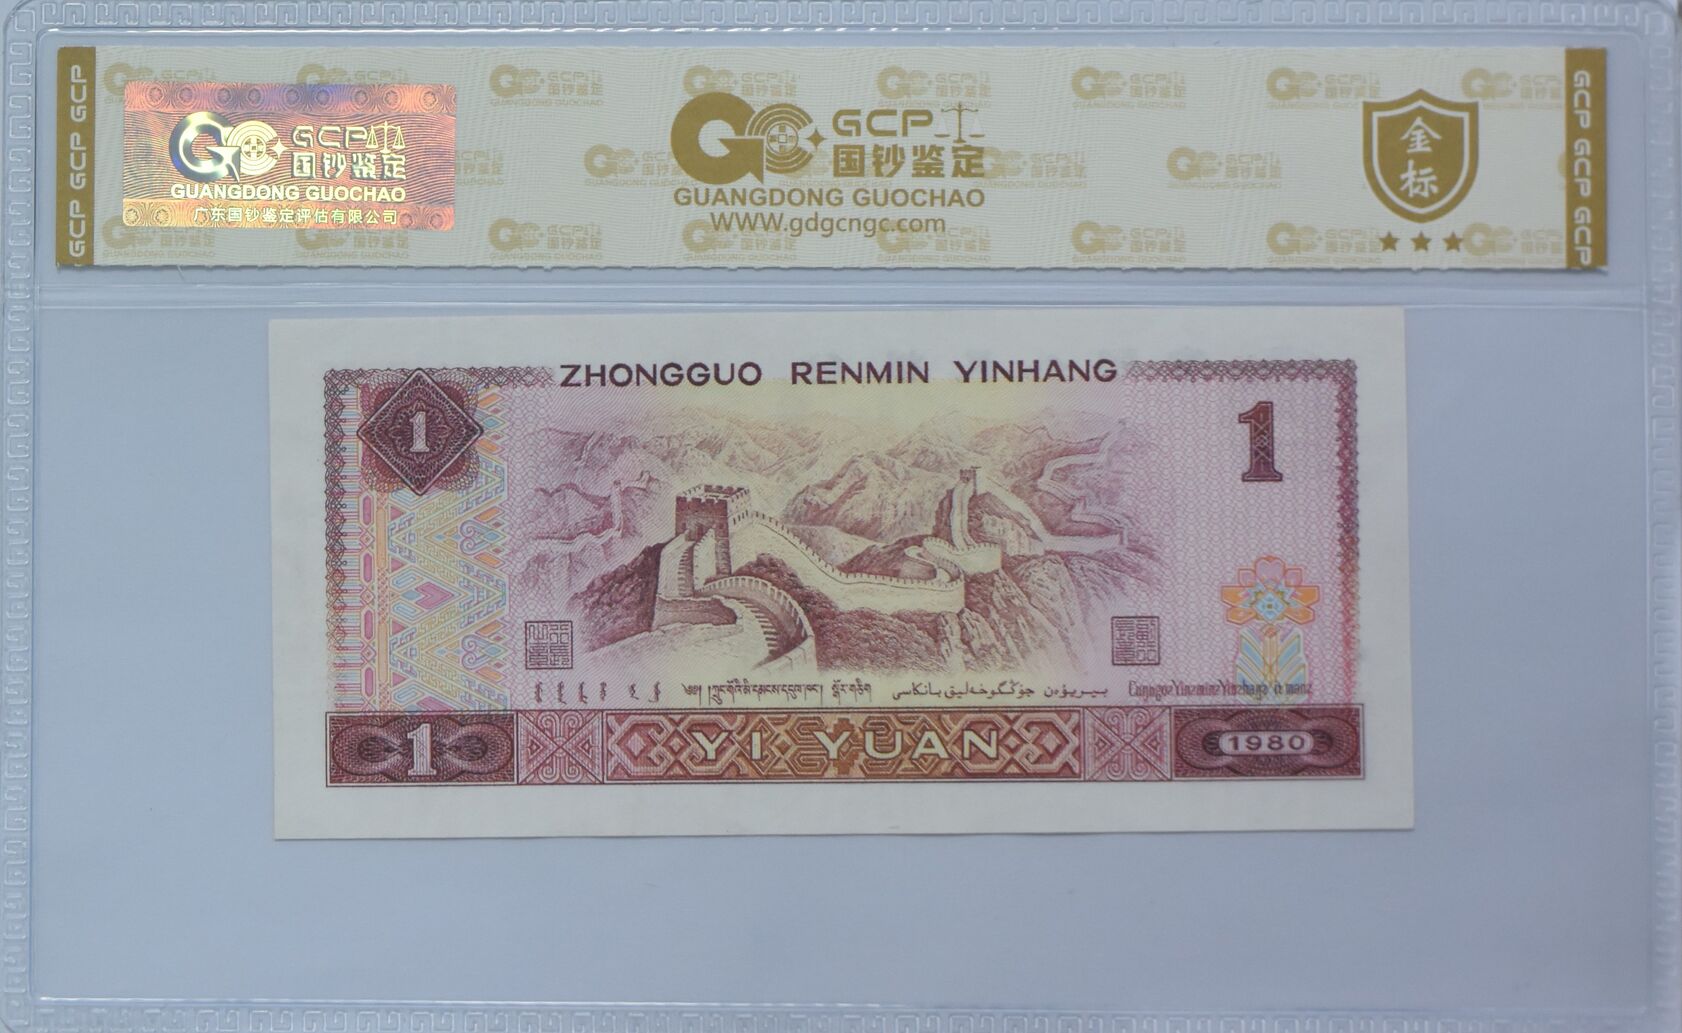 GCP GCP GCP
GCP
国钞鉴定
GUANGDONG GUOCHAO
广东国钞鉴定评估有限公司
GCP
国钞鉴定
GUANGDONG GUOCHAO
www.gdgcngc.com
金标
GCP GCP GCP
ZHONGGUO RENMIN YINHANG
1
1
1
YI YUAN
1980